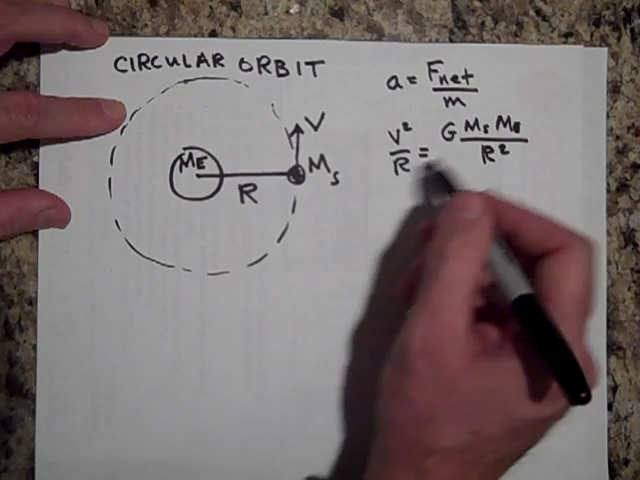 CIRCULAR ORBIT
a = Fnet/m
V
ME
Ms
R
V²/R = G Ms ME/R²